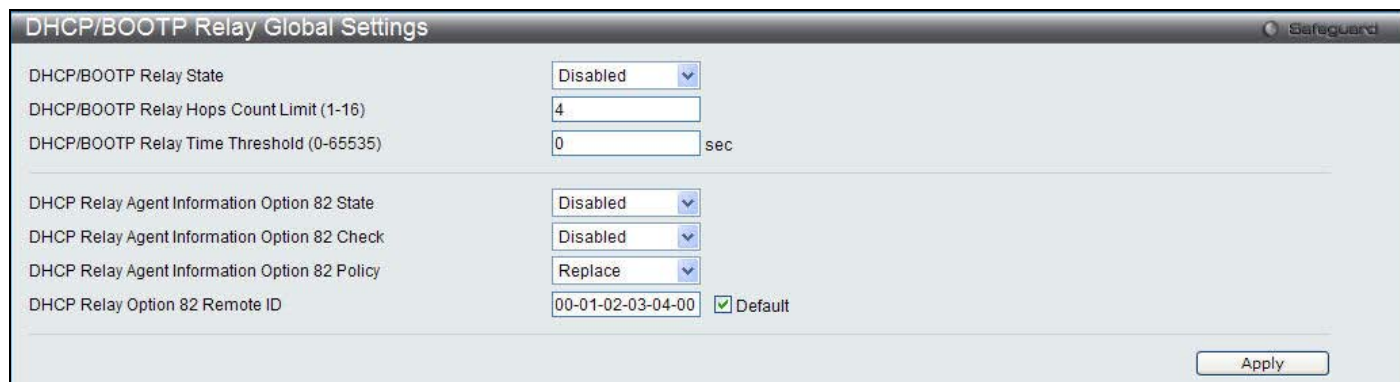 DHCP/BOOTP Relay Global Settings
Safeguard
DHCP/BOOTP Relay State Disabled
DHCP/BOOTP Relay Hops Count Limit (1-16) 4
DHCP/BOOTP Relay Time Threshold (0-65535) 0 sec
DHCP Relay Agent Information Option 82 State Disabled
DHCP Relay Agent Information Option 82 Check Disabled
DHCP Relay Agent Information Option 82 Policy Replace
DHCP Relay Option 82 Remote ID 00-01-02-03-04-00 Default
Apply